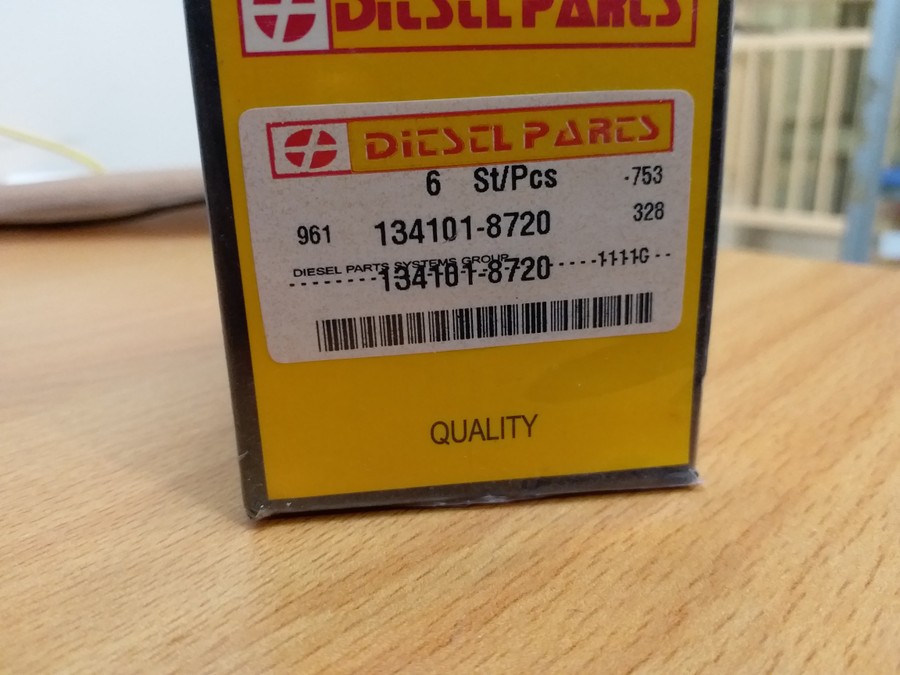 DIESEL PARTS
DIESEL PARTS
6 St/Pcs -753
961 134101-8720 328
DIESEL PARTS SYSTEMS GROUP
134101-8720 1111G
QUALITY